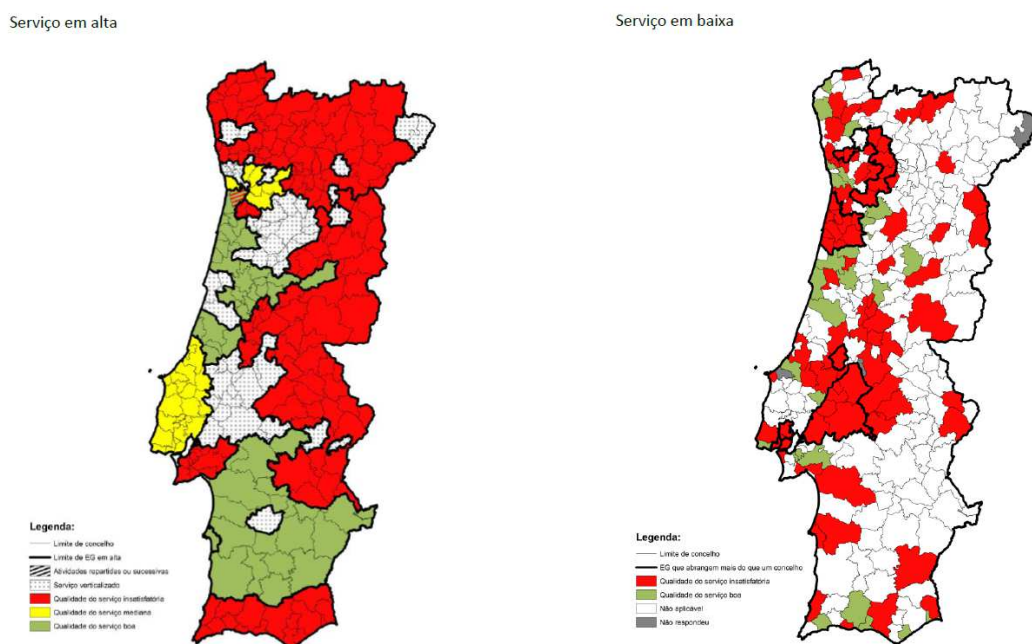 Serviço em alta
Serviço em baixa
Legenda:
Limite de concelho
Limite de EG em alta
Atividades repartidas ou sucessivas
Serviço verticalizado
Qualidade do serviço insatisfatória
Qualidade do serviço mediana
Qualidade do serviço boa
Legenda:
Limite de concelho
EG que abrangem mais do que um concelho
Qualidade do serviço insatisfatória
Qualidade do serviço boa
Não aplicável
Não respondeu